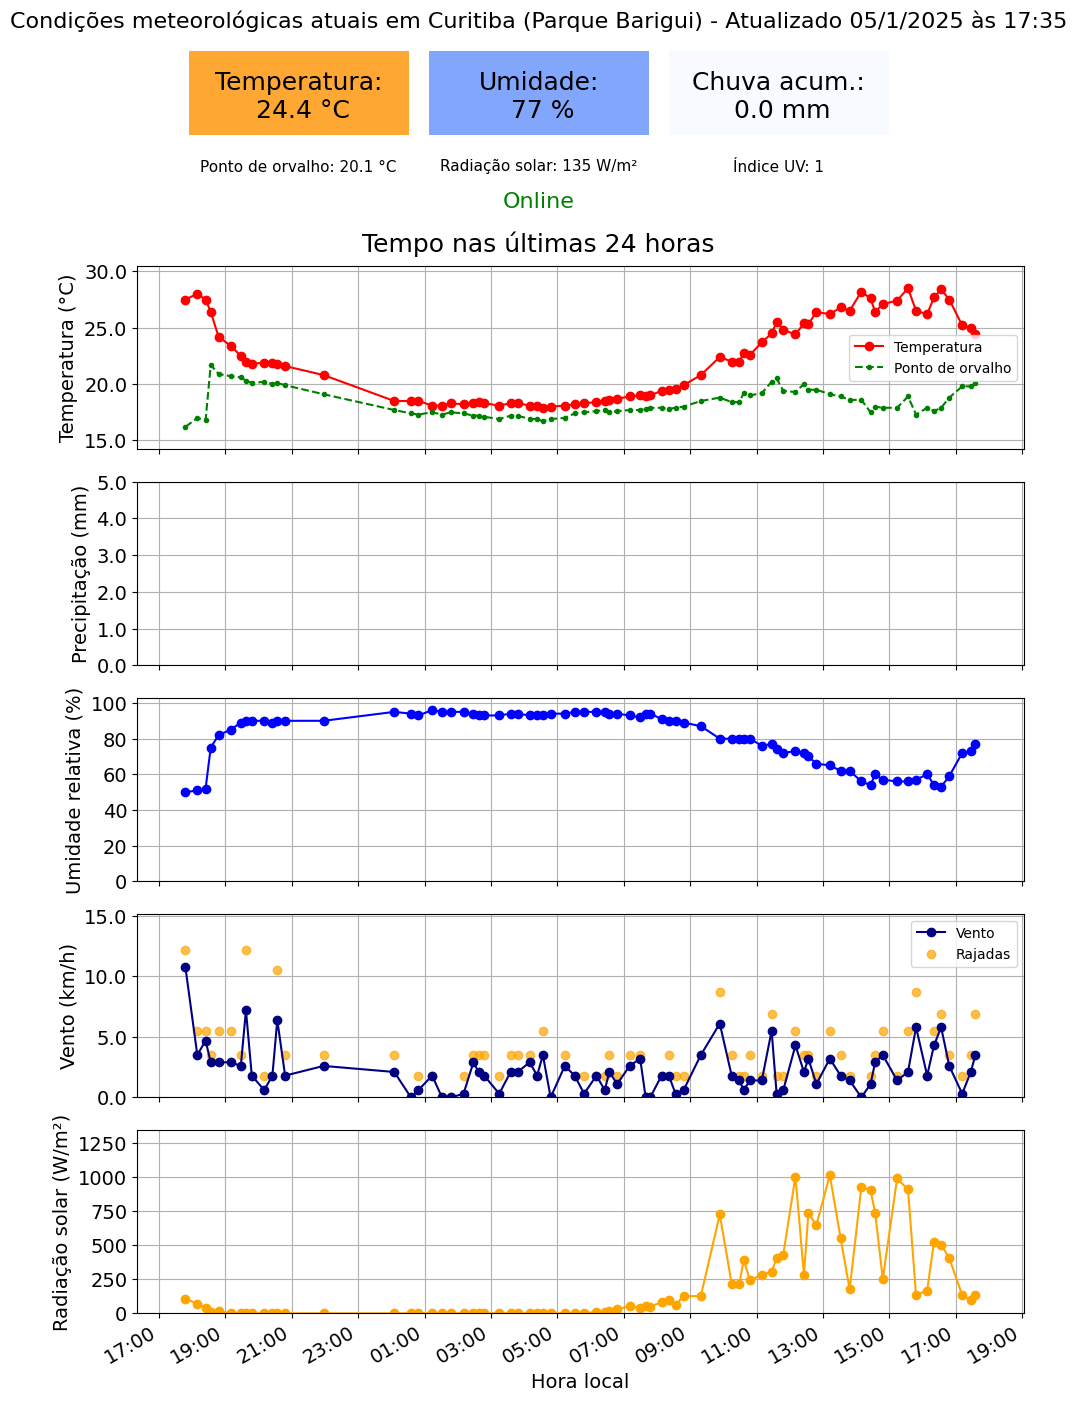 Condições meteorológicas atuais em Curitiba (Parque Barigui) - Atualizado 05/1/2025 às 17:35
Temperatura:
24.4 °C
Umidade:
77 %
Chuva acum.:
0.0 mm
Ponto de orvalho: 20.1 °C
Radiação solar: 135 W/m²
Índice UV: 1
Online
Tempo nas últimas 24 horas
Temperatura (°C)
30.0
25.0
20.0
15.0
Temperatura
Ponto de orvalho
Precipitação (mm)
5.0
4.0
3.0
2.0
1.0
0.0
Umidade relativa (%)
100
80
60
40
20
0
Vento (km/h)
15.0
10.0
5.0
0.0
Vento
Rajadas
Radiação solar (W/m²)
1250
1000
750
500
250
0
17:00
19:00
21:00
23:00
01:00
03:00
05:00
07:00
09:00
11:00
13:00
15:00
17:00
19:00
Hora local